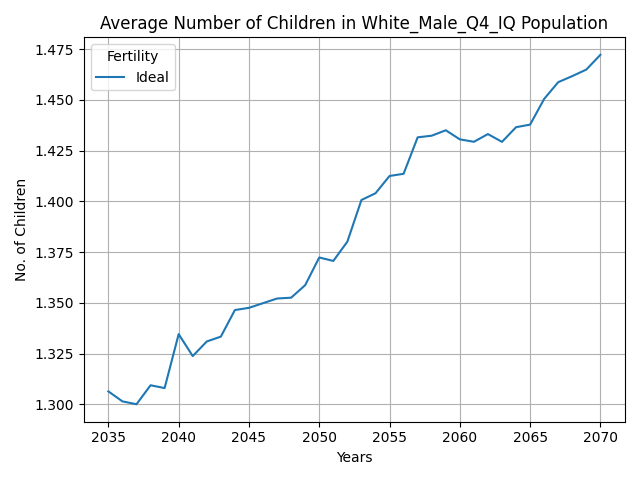 Average Number of Children in White_Male_Q4_IQ Population
Fertility
Ideal
No. of Children
1.475
1.450
1.425
1.400
1.375
1.350
1.325
1.300
2035 2040 2045 2050 2055 2060 2065 2070
Years